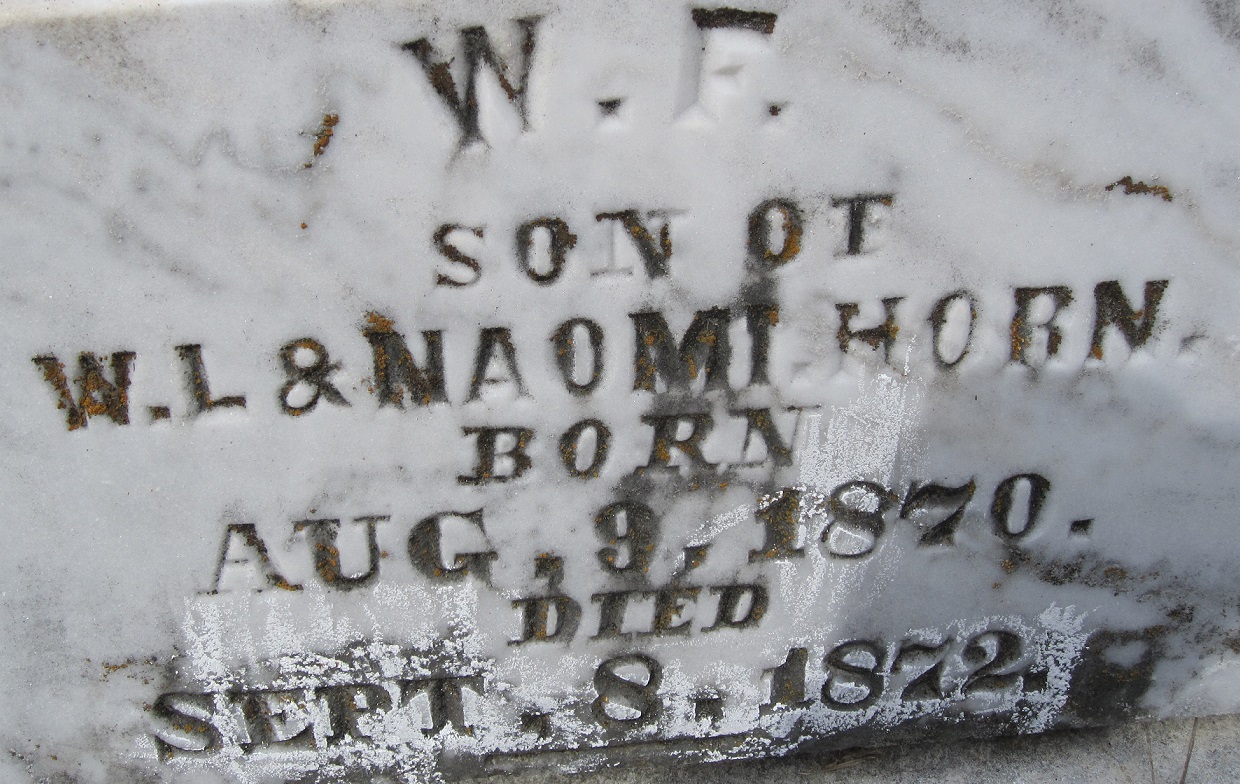 W. F.
SON OF
W. L & NAOMI HORN.
BORN
AUG, 9, 1870.
DIED
SEPT. 8, 1872.